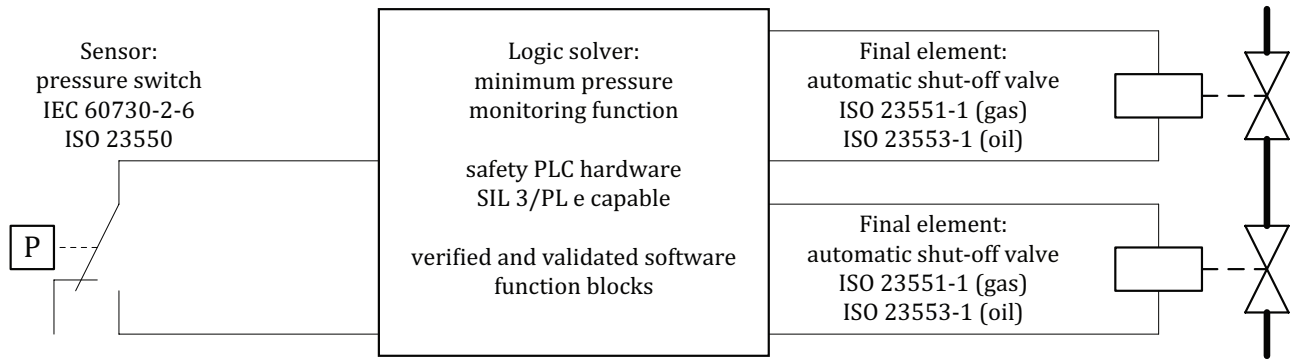 Sensor:
pressure switch
IEC 60730-2-6
ISO 23550
P
Logic solver:
minimum pressure
monitoring function
safety PLC hardware
SIL 3/PL e capable
verified and validated software
function blocks
Final element:
automatic shut-off valve
ISO 23551-1 (gas)
ISO 23553-1 (oil)
Final element:
automatic shut-off valve
ISO 23551-1 (gas)
ISO 23553-1 (oil)